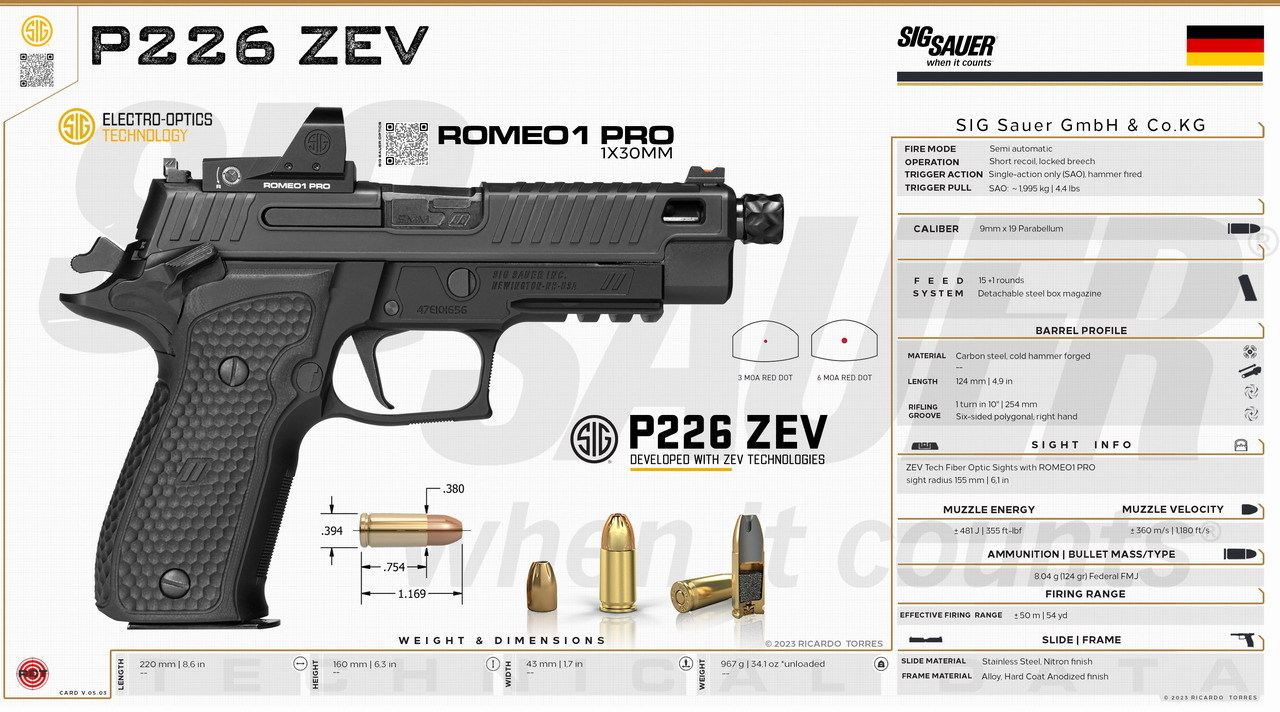 SIG
P226 ZEV
SIG SAUER
when it counts
SIG
ELECTRO-OPTICS
TECHNOLOGY
ROMEO1 PRO
1X30MM
SIG
ROMEO1 PRO
9MM
SIG SAUER INC.
NEWINGTON-NH-USA
47E101656
3 MOA RED DOT
6 MOA RED DOT
SIG
P226 ZEV
DEVELOPED WITH ZEV TECHNOLOGIES
.380
.394
.754
1.169
SIG SAUER
when it counts
SIG Sauer GmbH & Co.KG
FIRE MODE Semi automatic
OPERATION Short recoil, locked breech
TRIGGER ACTION Single-action only (SAO), hammer fired
TRIGGER PULL SAO: ~ 1,995 kg | 4.4 lbs
CALIBER 9mm x 19 Parabellum
FEED 15 +1 rounds
SYSTEM Detachable steel box magazine
BARREL PROFILE
MATERIAL Carbon steel, cold hammer forged
--
LENGTH 124 mm | 4,9 in
RIFLING 1 turn in 10" | 254 mm
GROOVE Six-sided polygonal, right hand
SIGHT INFO
ZEV Tech Fiber Optic Sights with ROMEO1 PRO
sight radius 155 mm | 6,1 in
MUZZLE ENERGY MUZZLE VELOCITY
± 481 J | 355 ft-lbf ± 360 m/s | 1,180 ft/s
AMMUNITION | BULLET MASS/TYPE
8.04 g (124 gr) Federal FMJ
FIRING RANGE
EFFECTIVE FIRING RANGE ± 50 m | 54 yd
SLIDE | FRAME
SLIDE MATERIAL Stainless Steel, Nitron finish
FRAME MATERIAL Alloy, Hard Coat Anodized finish
© 2023 RICARDO TORRES
WEIGHT & DIMENSIONS
© 2023 RICARDO TORRES
LENGTH 220 mm | 8.6 in
--
HEIGHT 160 mm | 6,3 in
--
WIDTH 43 mm | 1.7 in
--
WEIGHT 967 g | 34.1 oz *unloaded
--
TECHNICAL DATA
RDT
CARD V.05.03